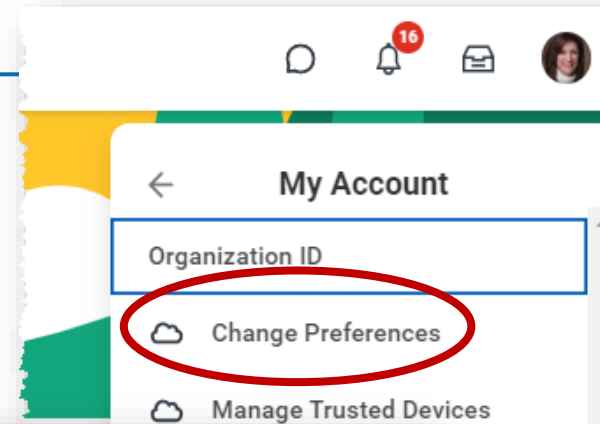 16
My Account
Organization ID
Change Preferences
Manage Trusted Devices